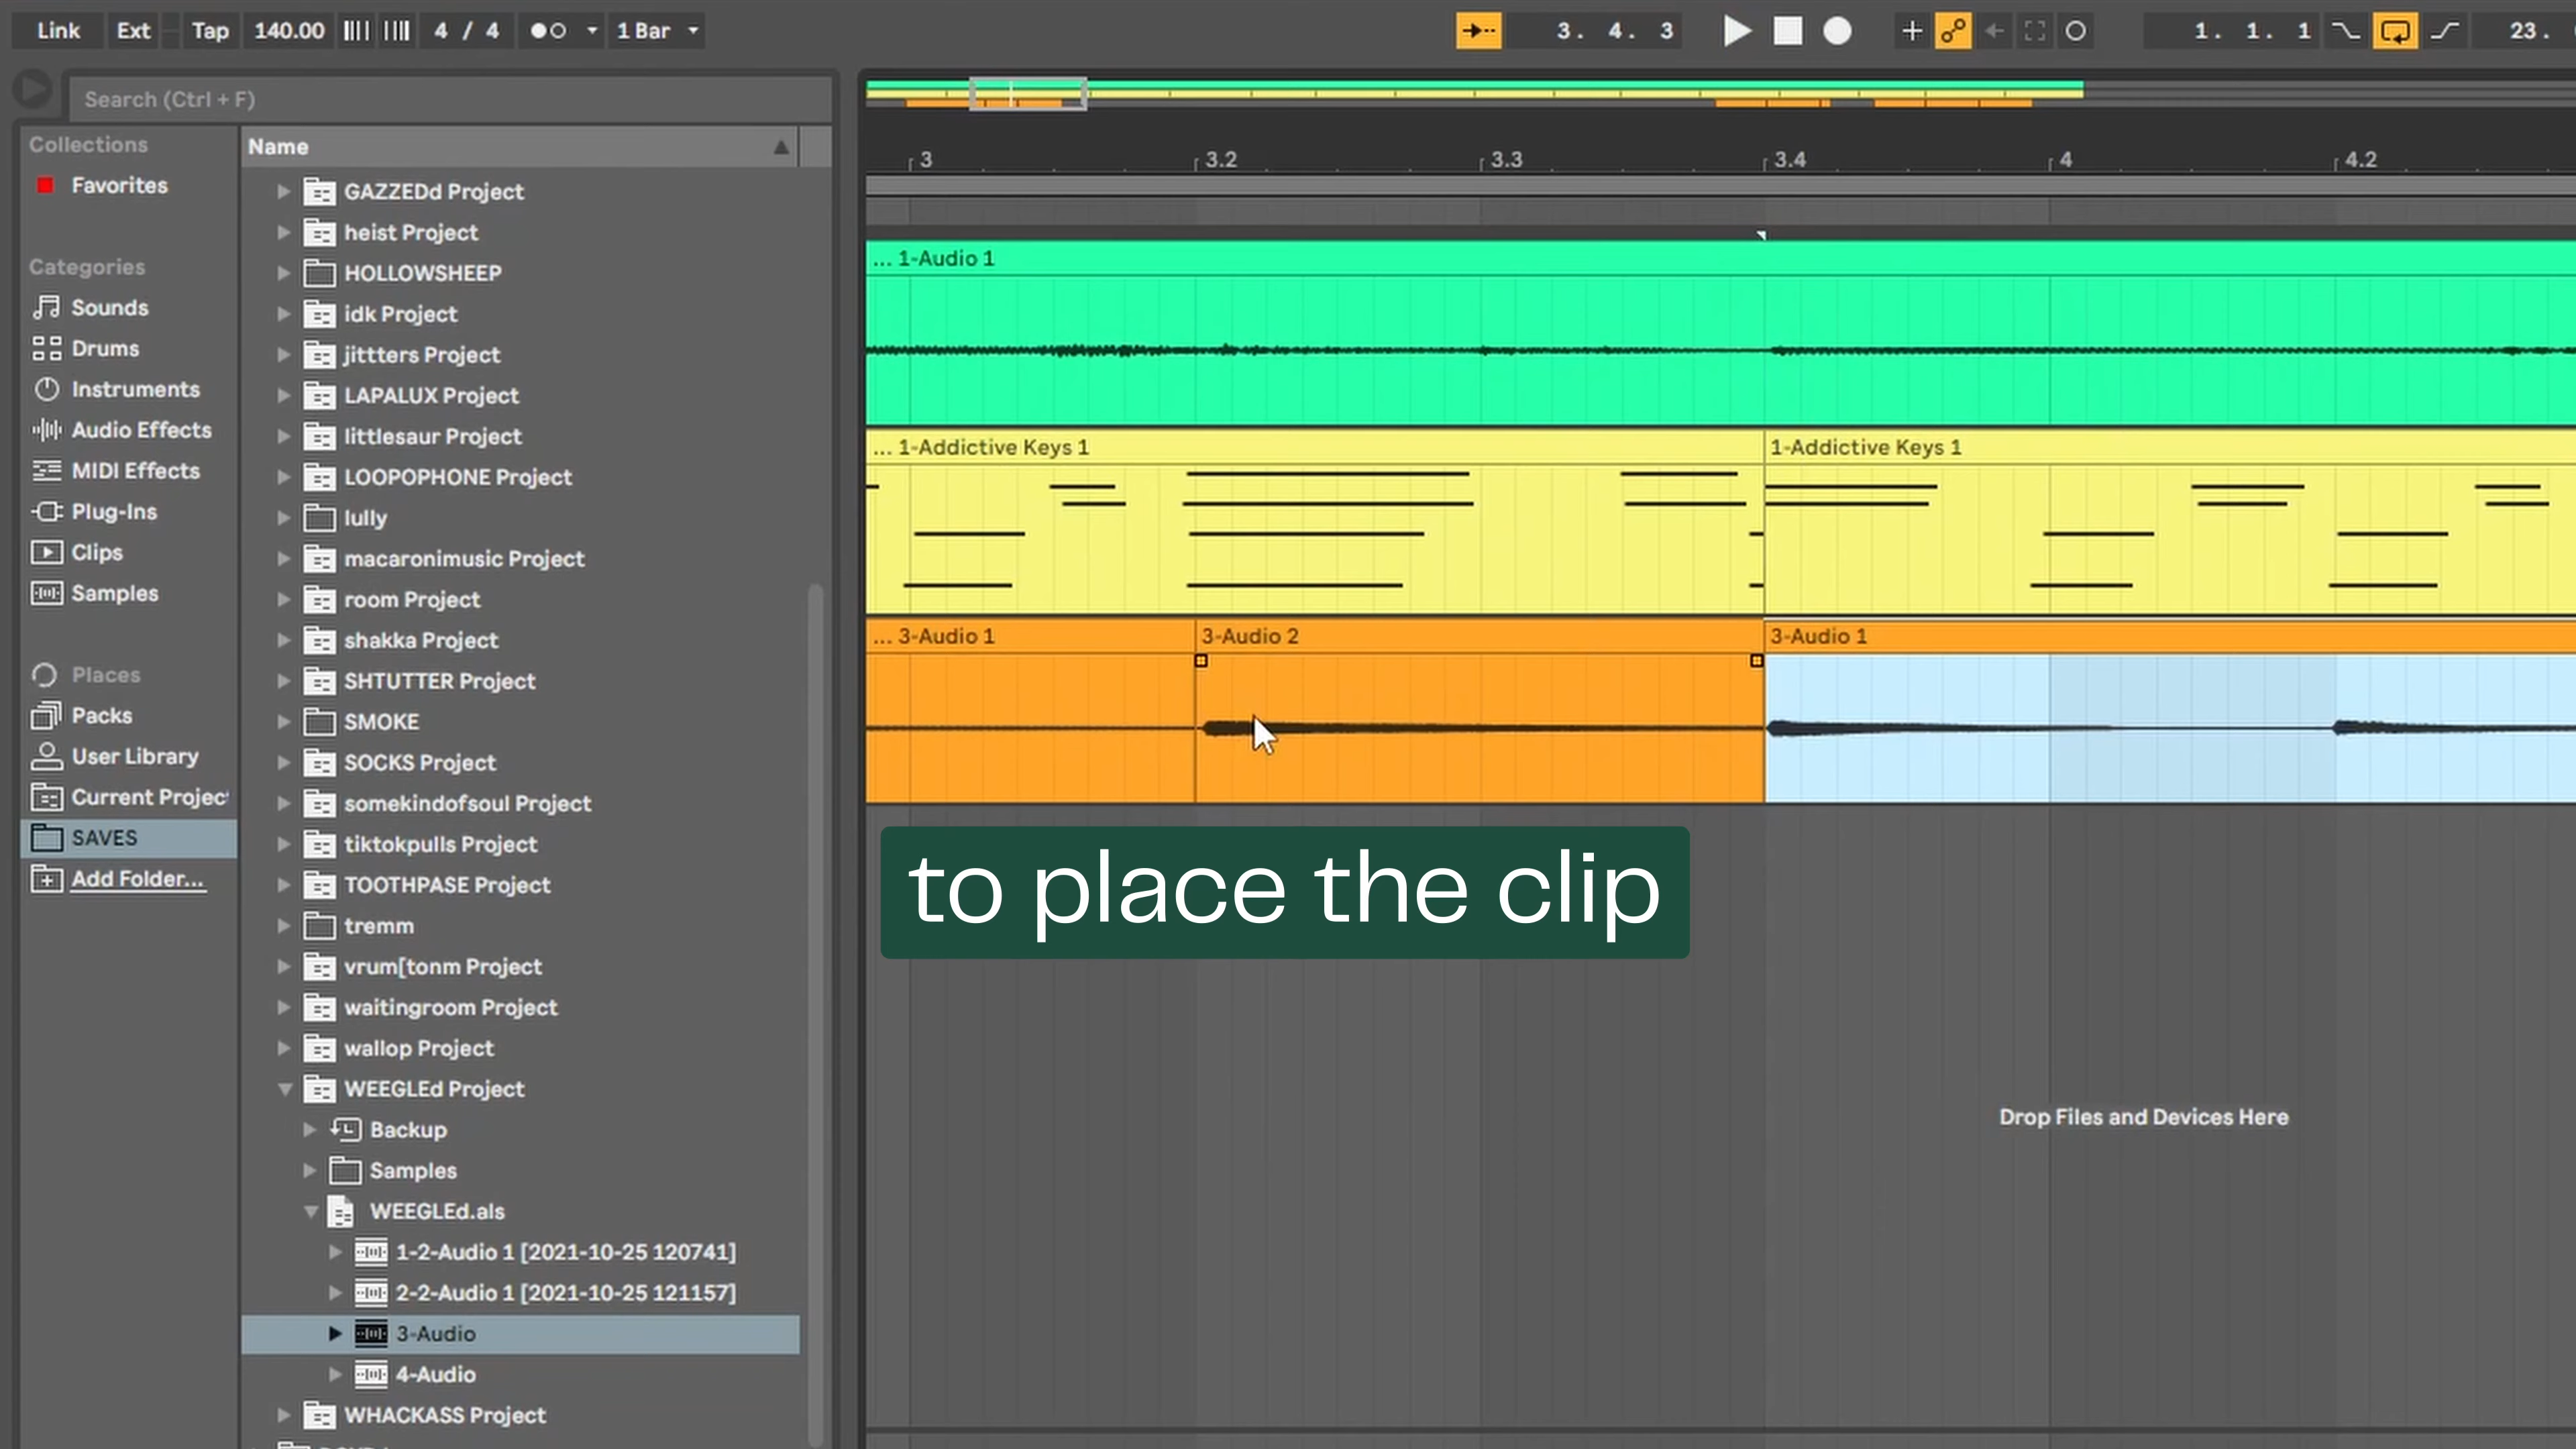 Link Ext Tap 140.00 4 / 4 1 Bar 3. 4. 3 1. 1. 1 23.
Search (Ctrl + F)
Collections
Favorites
Categories
Sounds
Drums
Instruments
Audio Effects
MIDI Effects
Plug-Ins
Clips
Samples
Places
Packs
User Library
Current Projec
SAVES
Add Folder...
Name
GAZZEDd Project
heist Project
HOLLOWSHEEP
idk Project
jittters Project
LAPALUX Project
littlesaur Project
LOOPOPHONE Project
lully
macaronimusic Project
room Project
shakka Project
SHTUTTER Project
SMOKE
SOCKS Project
somekindofsoul Project
tiktokpulls Project
TOOTHPASE Project
tremm
vrum[tonm Project
waitingroom Project
wallop Project
WEEGLEd Project
Backup
Samples
WEEGLEd.als
1-2-Audio 1 [2021-10-25 120741]
2-2-Audio 1 [2021-10-25 121157]
3-Audio
4-Audio
WHACKASS Project
3 3.2 3.3 3.4 4 4.2
... 1-Audio 1
... 1-Addictive Keys 1 1-Addictive Keys 1
... 3-Audio 1 3-Audio 2 3-Audio 1
to place the clip
Drop Files and Devices Here